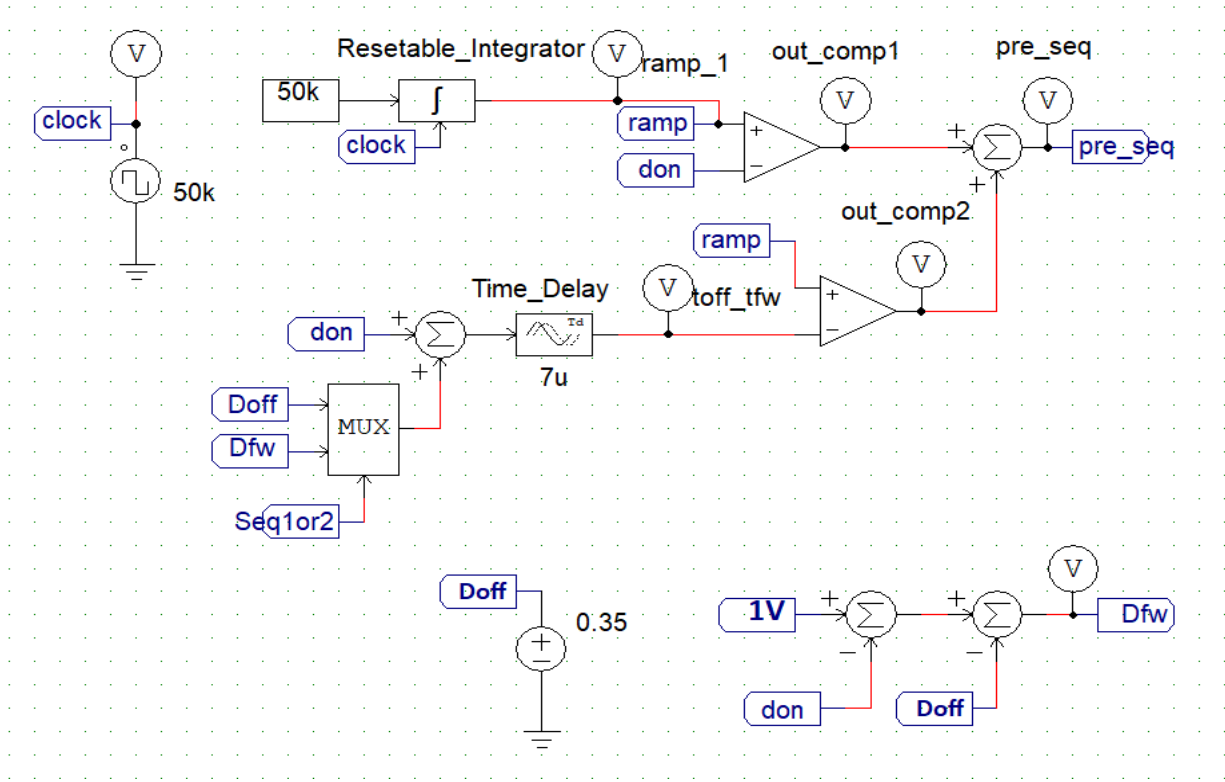 V
Resetable_Integrator
V
ramp_1
out_comp1
pre_seq
50k
∫
V
V
clock
ramp
+
+
Σ
pre_seq
clock
don
−
+
50k
out_comp2
ramp
V
Time_Delay
V
toff_tfw
+
don
+
Σ
Td
−
+
7u
Doff
MUX
Dfw
Seq1or2
V
Doff
0.35
+
−
1V
+
Σ
+
Σ
Dfw
−
−
don
Doff